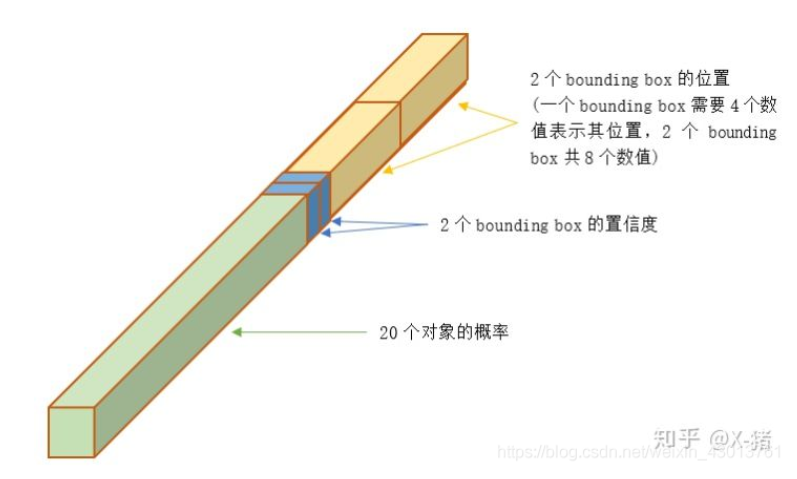 2 个 bounding box 的位置
(一个 bounding box 需要 4 个数
值表示其位置，2 个 bounding
box 共 8 个数值)
2 个 bounding box 的置信度
20 个对象的概率
知乎 @X-猪
https://blog.csdn.net/weixin_43013761